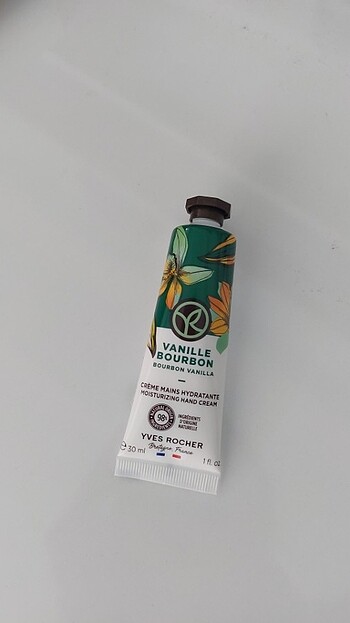 VANILLE
BOURBON
BOURBON VANILLA
CRÈME MAINS HYDRATANTE
MOISTURIZING HAND CREAM
98%
INGRÉDIENTS
D'ORIGINE
NATURELLE
YVES ROCHER
Bretagne, France
℮ 30 ml
1 fl. oz